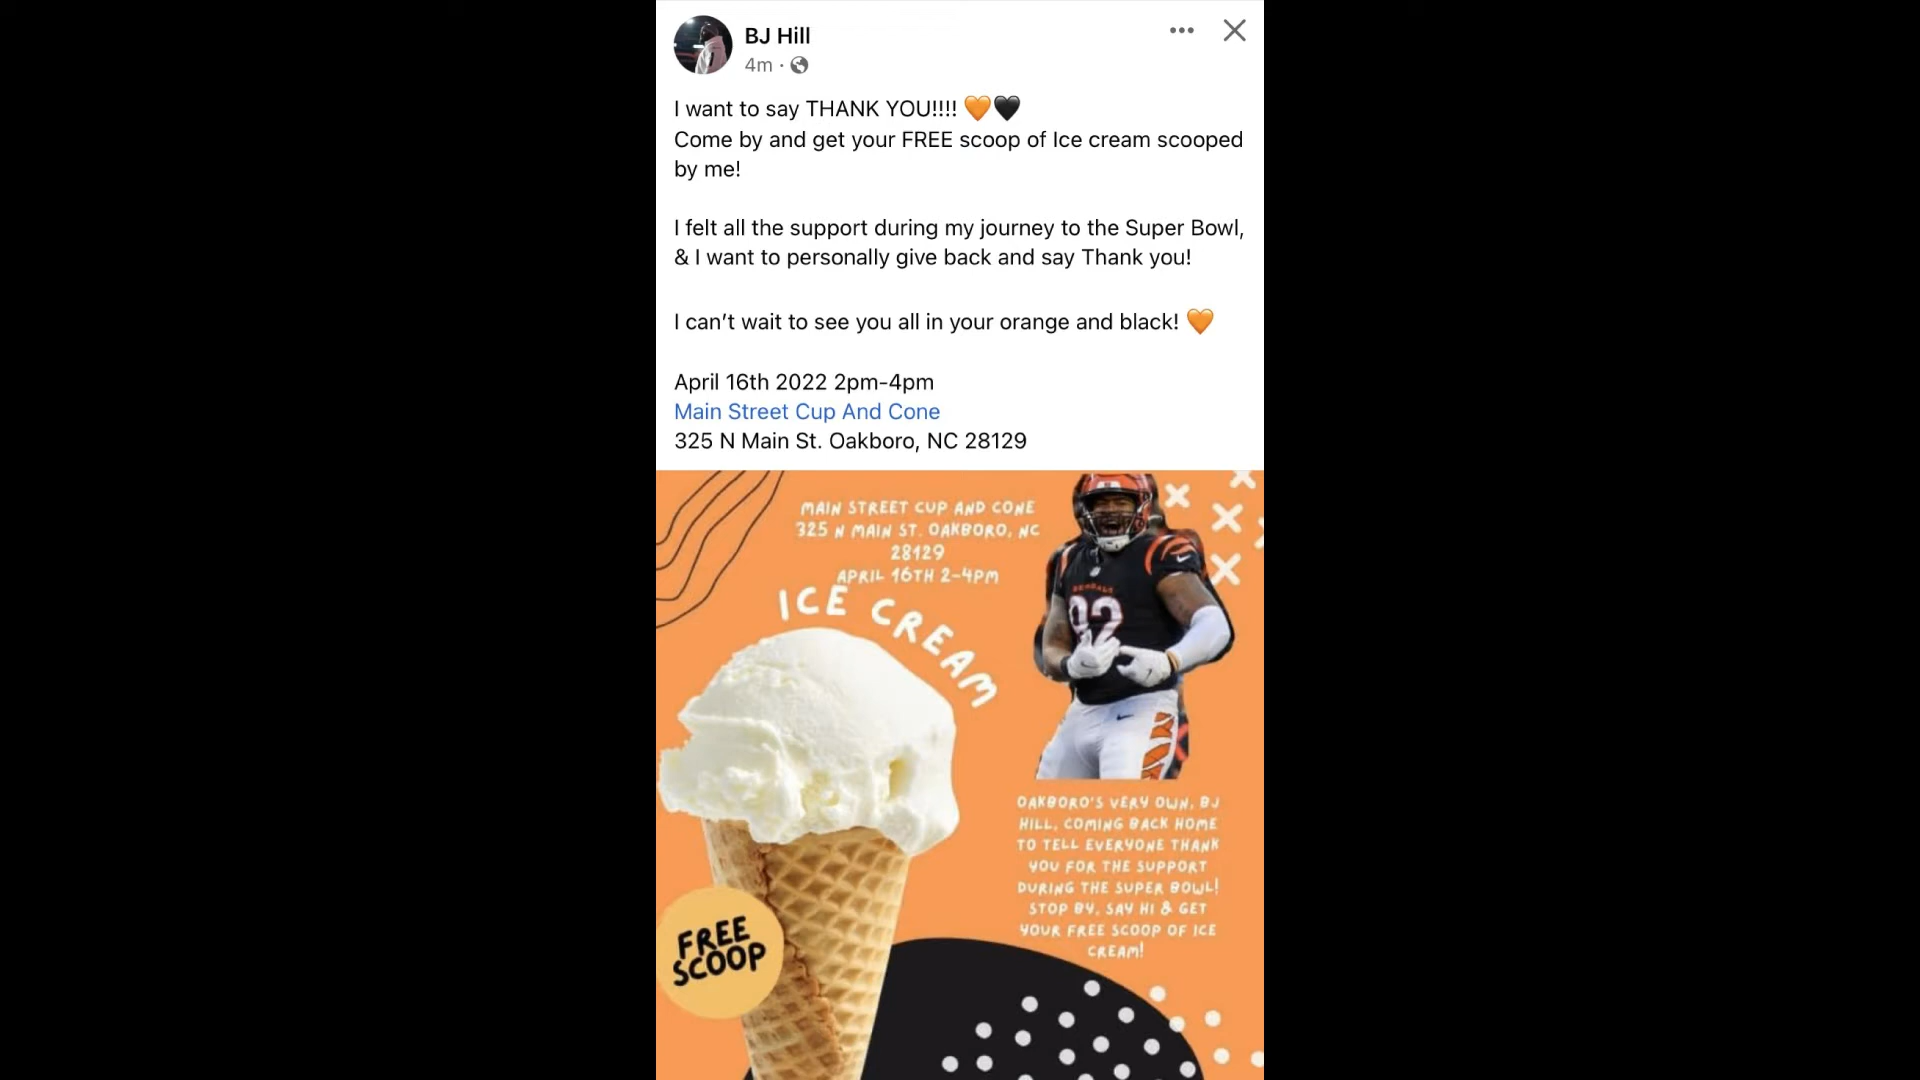 BJ Hill
4m ·
I want to say THANK YOU!!!! 🧡🖤
Come by and get your FREE scoop of Ice cream scooped
by me!
I felt all the support during my journey to the Super Bowl,
& I want to personally give back and say Thank you!
I can’t wait to see you all in your orange and black! 🧡
April 16th 2022 2pm-4pm
Main Street Cup And Cone
325 N Main St. Oakboro, NC 28129
MAIN STREET CUP AND CONE
325 N MAIN ST. OAKBORO, NC
28129
APRIL 16TH 2-4PM
ICE CREAM
BENGALS
92
OAKBORO'S VERY OWN, BJ
HILL, COMING BACK HOME
TO TELL EVERYONE THANK
YOU FOR THE SUPPORT
DURING THE SUPER BOWL!
STOP BY, SAY HI & GET
YOUR FREE SCOOP OF ICE
CREAM!
FREE
SCOOP